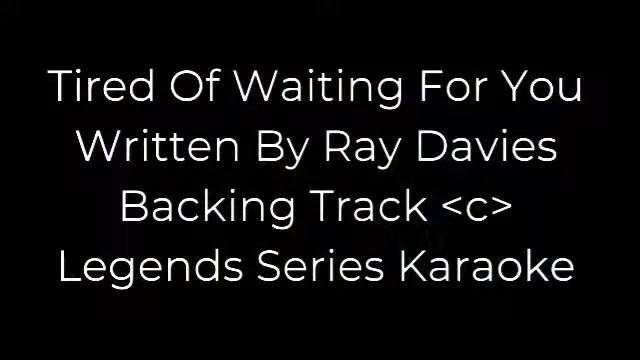 Tired Of Waiting For You
Written By Ray Davies
Backing Track <c>
Legends Series Karaoke